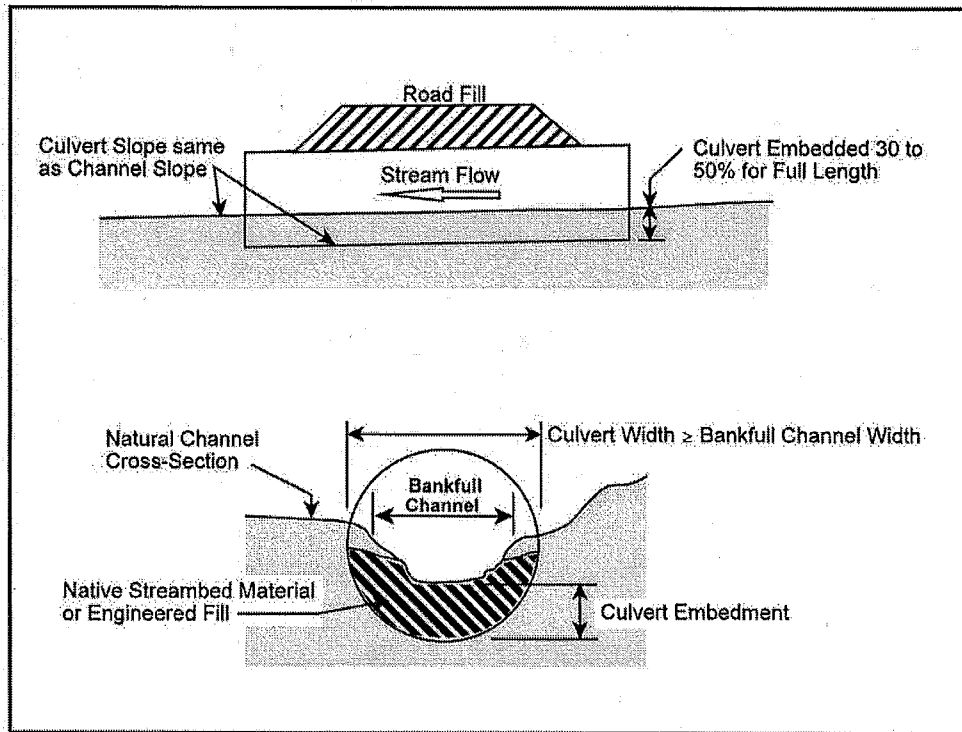 Road Fill
Culvert Slope same
as Channel Slope
Stream Flow
Culvert Embedded 30 to
50% for Full Length
Natural Channel
Cross-Section
Culvert Width ≥ Bankfull Channel Width
Bankfull
Channel
Native Streambed Material
or Engineered Fill
Culvert Embedment